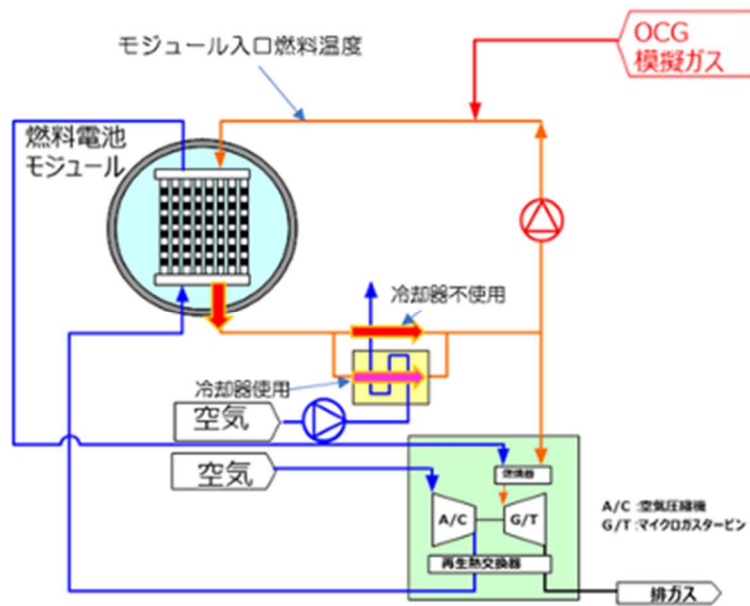 モジュール入口燃料温度
OCG
模擬ガス
燃料電池
モジュール
冷却器不使用
冷却器使用
空気
空気
燃焼器
A/C
G/T
再生熱交換器
A/C :空気圧縮機
G/T :マイクロガスタービン
排ガス